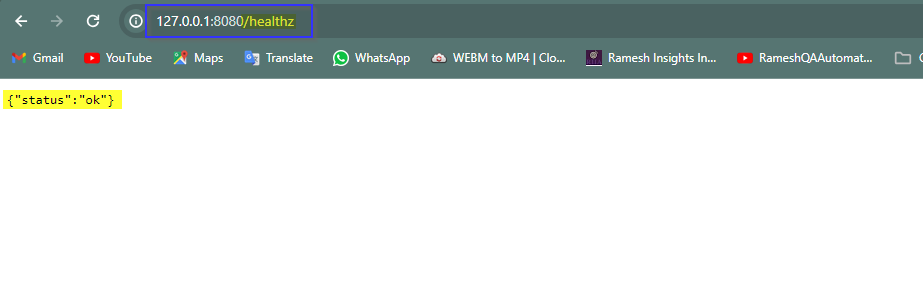 127.0.0.1:8080/healthz
Gmail YouTube Maps Translate WhatsApp WEBM to MP4 | Clo... Ramesh Insights In... RameshQAAutomat...
{"status":"ok"}